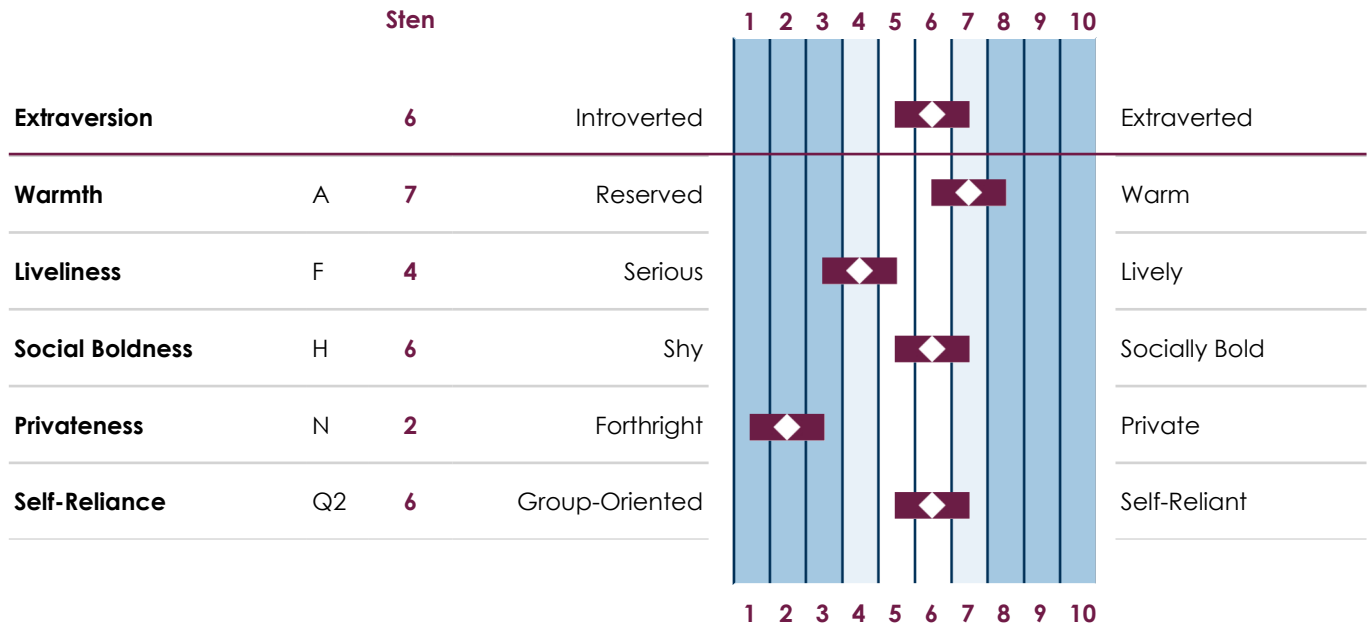 Sten 1 2 3 4 5 6 7 8 9 10
Extraversion 6 Introverted Extraverted
Warmth A 7 Reserved Warm
Liveliness F 4 Serious Lively
Social Boldness H 6 Shy Socially Bold
Privateness N 2 Forthright Private
Self-Reliance Q2 6 Group-Oriented Self-Reliant
1 2 3 4 5 6 7 8 9 10